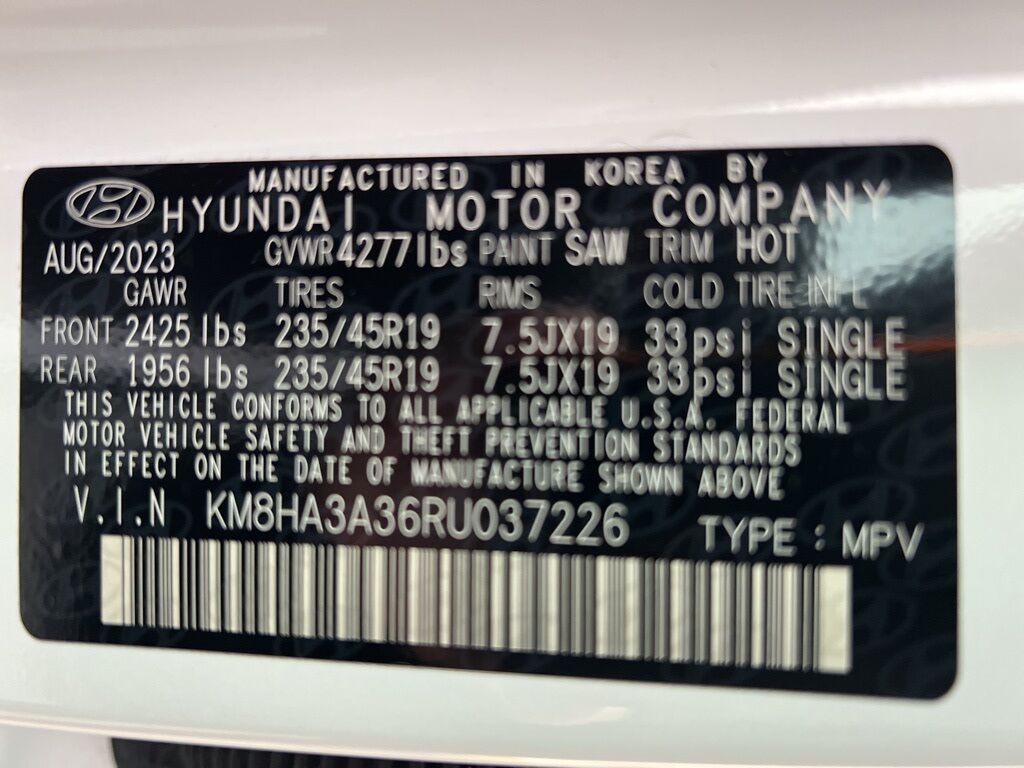 MANUFACTURED IN KOREA BY
HYUNDAI MOTOR COMPANY
AUG/2023 GVWR 4277lbs PAINT SAW TRIM HOT
GAWR TIRES RIMS COLD TIRE INFL
FRONT 2425 lbs 235/45R19 7.5JX19 33psi SINGLE
REAR 1956 lbs 235/45R19 7.5JX19 33psi SINGLE
THIS VEHICLE CONFORMS TO ALL APPLICABLE U.S.A. FEDERAL
MOTOR VEHICLE SAFETY AND THEFT PREVENTION STANDARDS
IN EFFECT ON THE DATE OF MANUFACTURE SHOWN ABOVE
V.I.N KM8HA3A36RU037226 TYPE : MPV